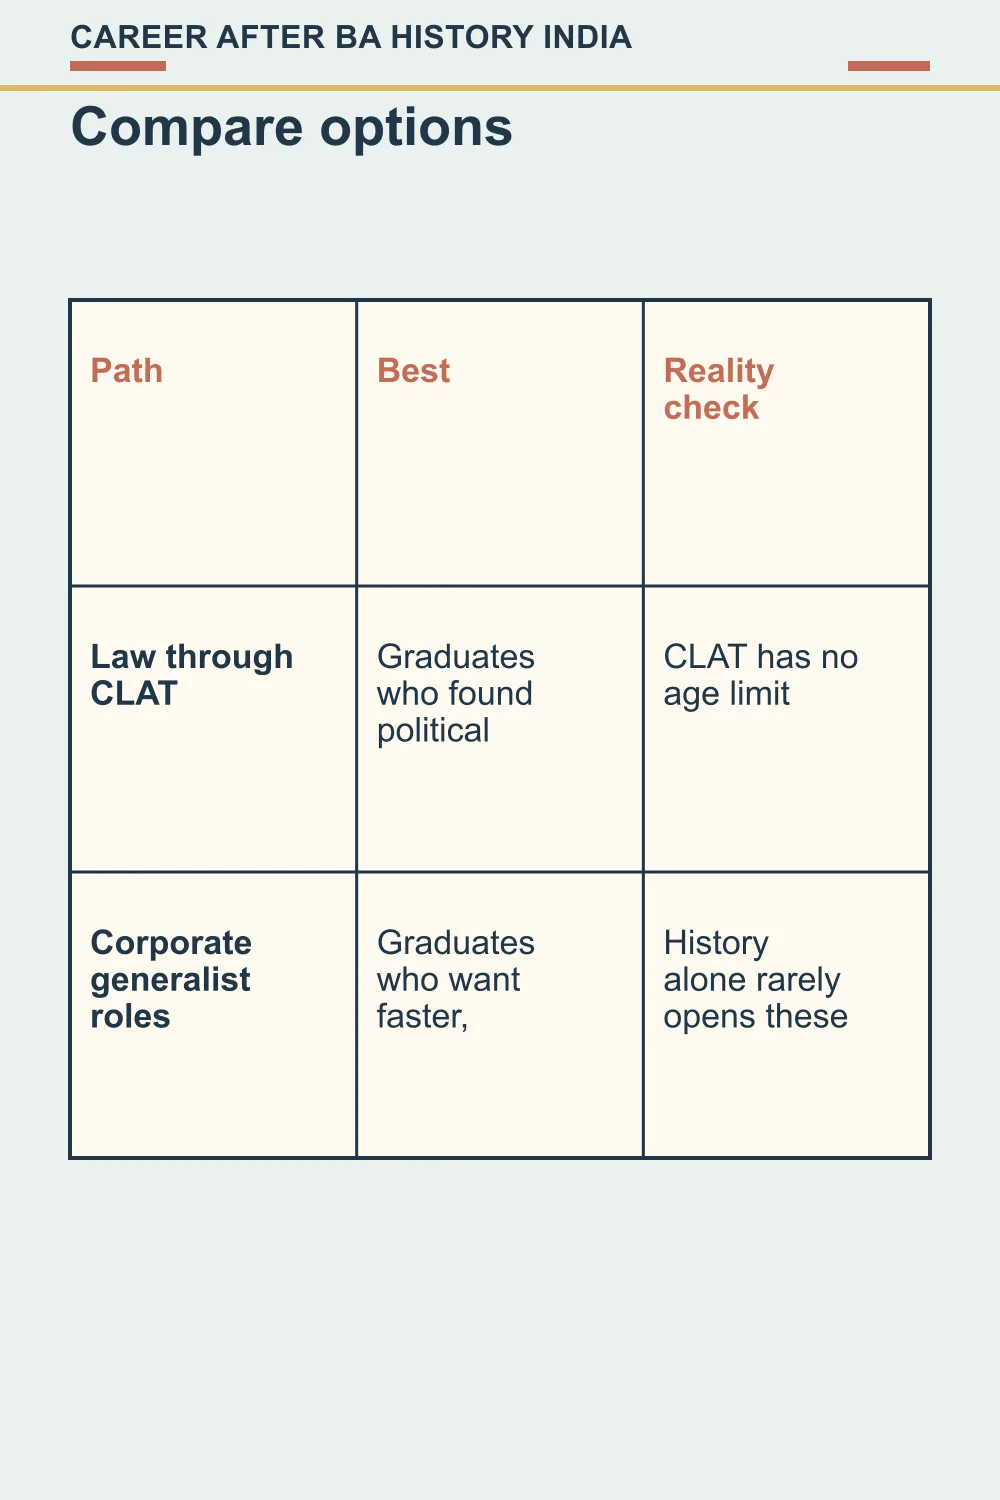 CAREER AFTER BA HISTORY INDIA
Compare options
Path
Best
Reality
check
Law through
CLAT
Graduates
who found
political
CLAT has no
age limit
Corporate
generalist
roles
Graduates
who want
faster,
History
alone rarely
opens these